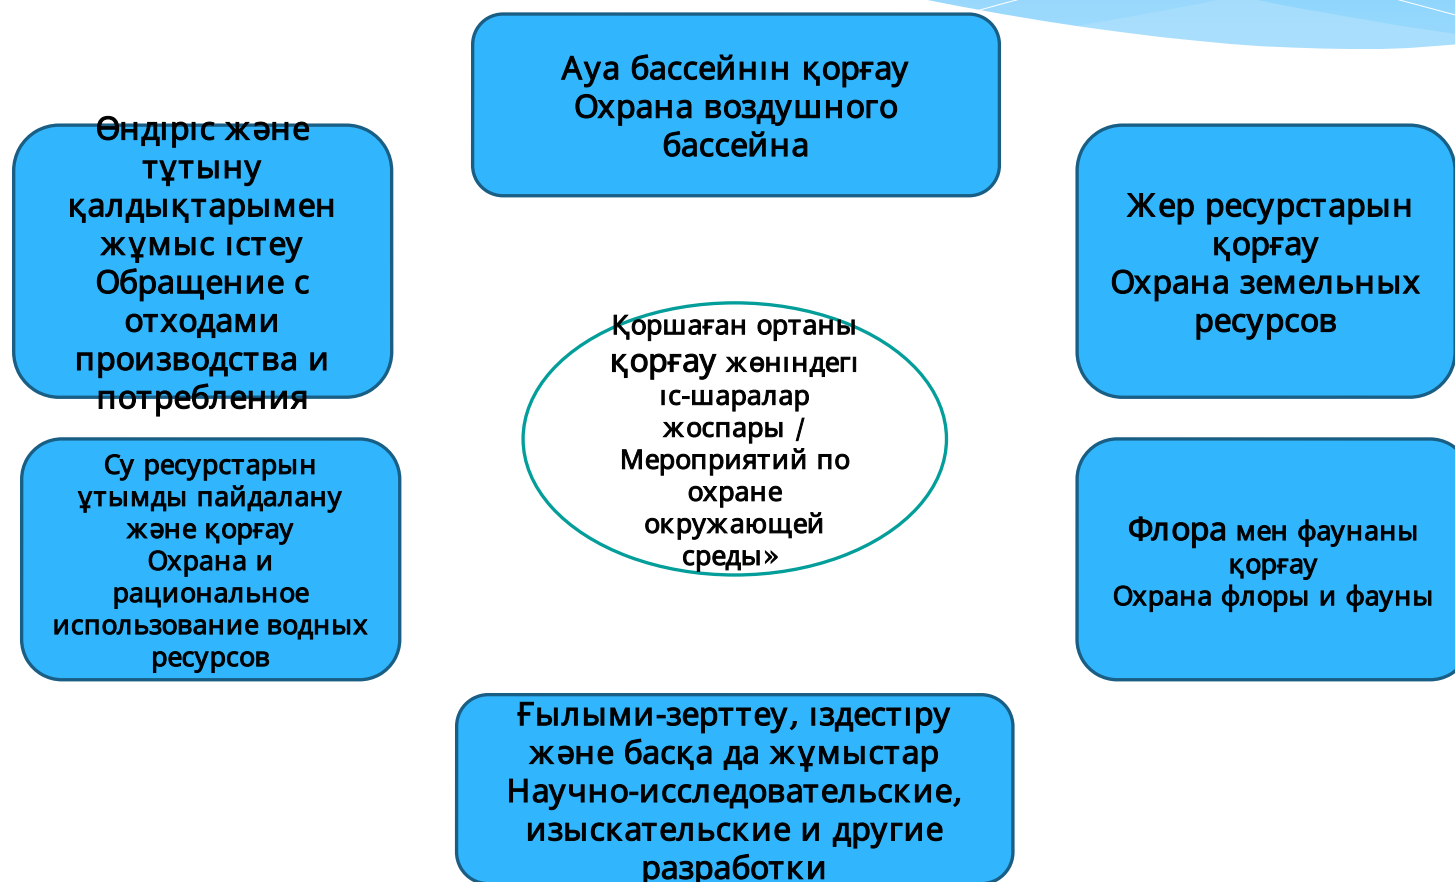 Ауа бассейнін қорғау
Охрана воздушного
бассейна
Өндіріс және
тұтыну
қалдықтарымен
жұмыс істеу
Обращение с
отходами
производства и
потребления
Жер ресурстарын
қорғау
Охрана земельных
ресурсов
Қоршаған ортаны
қорғау жөніндегі
іс-шаралар
жоспары /
Мероприятий по
охране
окружающей
среды»
Су ресурстарын
ұтымды пайдалану
және қорғау
Охрана и
рациональное
использование водных
ресурсов
Флора мен фаунаны
қорғау
Охрана флоры и фауны
Ғылыми-зерттеу, іздестіру
және басқа да жұмыстар
Научно-исследовательские,
изыскательские и другие
разработки